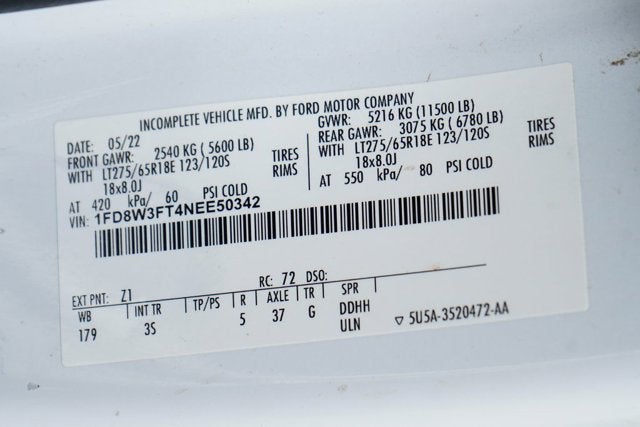 INCOMPLETE VEHICLE MFD. BY FORD MOTOR COMPANY
DATE: 05/22 GVWR: 5216 KG (11500 LB)
FRONT GAWR: 2540 KG ( 5600 LB) REAR GAWR: 3075 KG ( 6780 LB)
WITH LT275/65R18E 123/120S TIRES WITH LT275/65R18E 123/120S TIRES
18x8.0J RIMS 18x8.0J RIMS
AT 420 kPa/ 60 PSI COLD AT 550 kPa/ 80 PSI COLD
VIN: 1FD8W3FT4NEE50342
EXT PNT: Z1 RC: 72 DSO:
WB INT TR TP/PS R AXLE TR SPR
179 3S 5 37 G DDHH
ULN ▽ 5U5A-3520472-AA